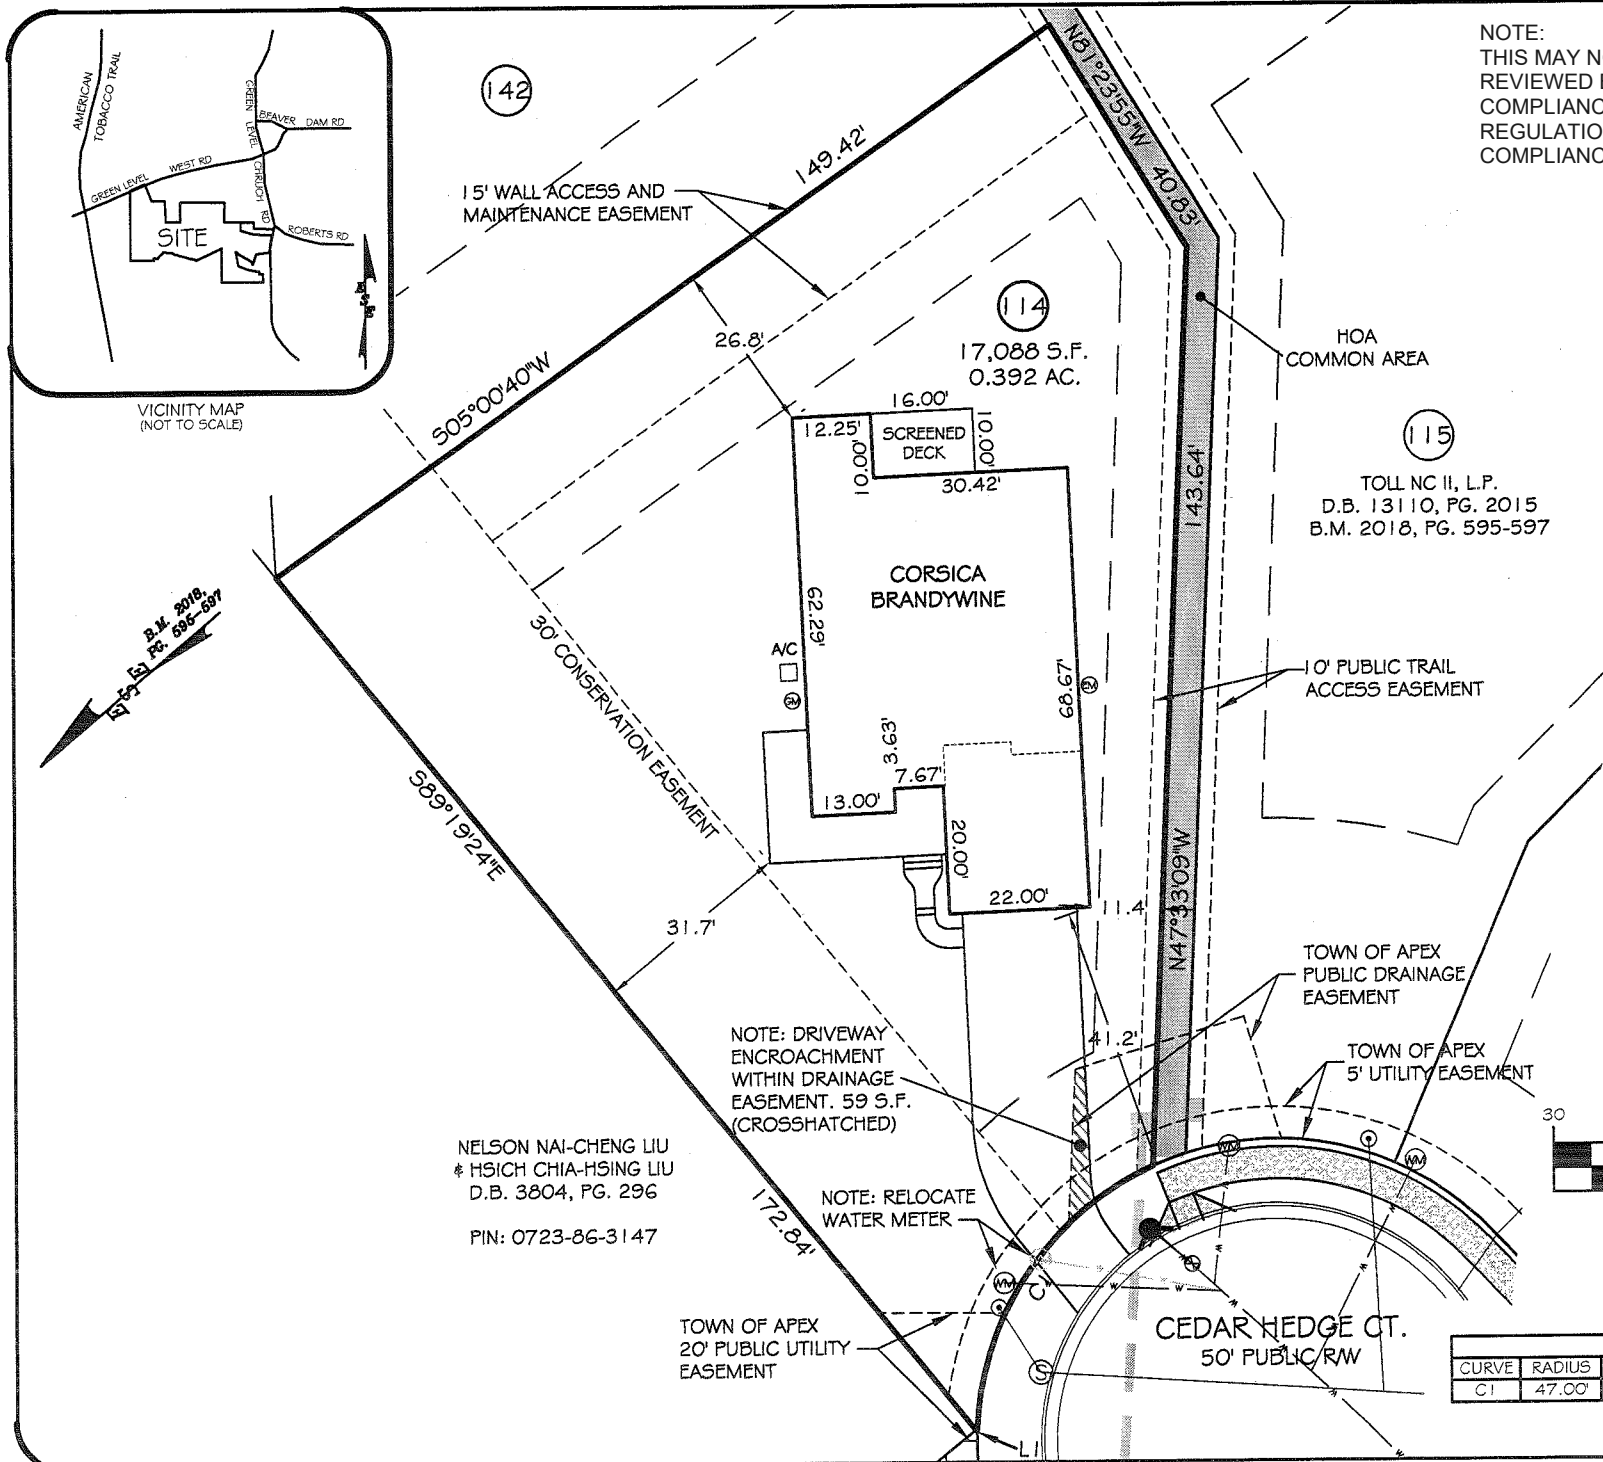 AMERICAN
TOBACCO TRAIL
GREEN LEVEL CHRUCH RD
BEAVER DAM RD
GREEN LEVEL WEST RD
ROBERTS RD
SITE
VICINITY MAP
(NOT TO SCALE)
142
15' WALL ACCESS AND
MAINTENANCE EASEMENT
149.42'
S05°00'40"W
26.8'
N81°23'55"W
40.83'
NOTE:
THIS MAY N
REVIEWED
COMPLIANC
REGULATIO
COMPLIANC
114
17,088 S.F.
0.392 AC.
HOA
COMMON AREA
115
TOLL NC II, L.P.
D.B. 13110, PG. 2015
B.M. 2018, PG. 595-597
16.00'
12.25'
SCREENED
DECK
10.00'
10.00'
30.42'
143.64'
N47°33'09"W
CORSICA
BRANDYWINE
62.29'
68.67'
A/C
GM
EM
3.63'
7.67'
13.00'
20.00'
22.00'
11.4'
41.2'
B.M. 2018,
PG. 595-597
30' CONSERVATION EASEMENT
S89°19'24"E
31.7'
172.84'
10' PUBLIC TRAIL
ACCESS EASEMENT
TOWN OF APEX
PUBLIC DRAINAGE
EASEMENT
TOWN OF APEX
5' UTILITY EASEMENT
30
NOTE: DRIVEWAY
ENCROACHMENT
WITHIN DRAINAGE
EASEMENT. 59 S.F.
(CROSSHATCHED)
NELSON NAI-CHENG LIU
& HSICH CHIA-HSING LIU
D.B. 3804, PG. 296
PIN: 0723-86-3147
NOTE: RELOCATE
WATER METER
WM
WM
WM
C1
S
TOWN OF APEX
20' PUBLIC UTILITY
EASEMENT
CEDAR HEDGE CT.
50' PUBLIC R/W
L1
CURVE RADIUS
C1 47.00'